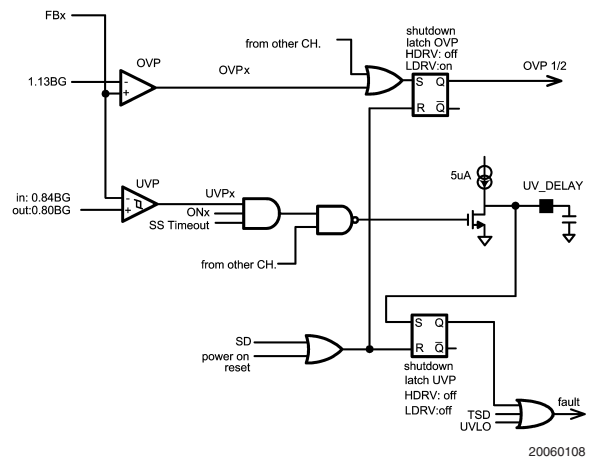 FBx
from other CH.
shutdown
latch OVP
HDRV: off
LDRV:on
OVP
OVPx
OVP 1/2
1.13BG
-
+
S Q
R Q
UVP
UVPx
in: 0.84BG
out:0.80BG
-
+
ONx
SS Timeout
from other CH.
5uA
UV_DELAY
SD
power on
reset
S Q
R Q
shutdown
latch UVP
HDRV: off
LDRV:off
TSD
UVLO
fault
20060108